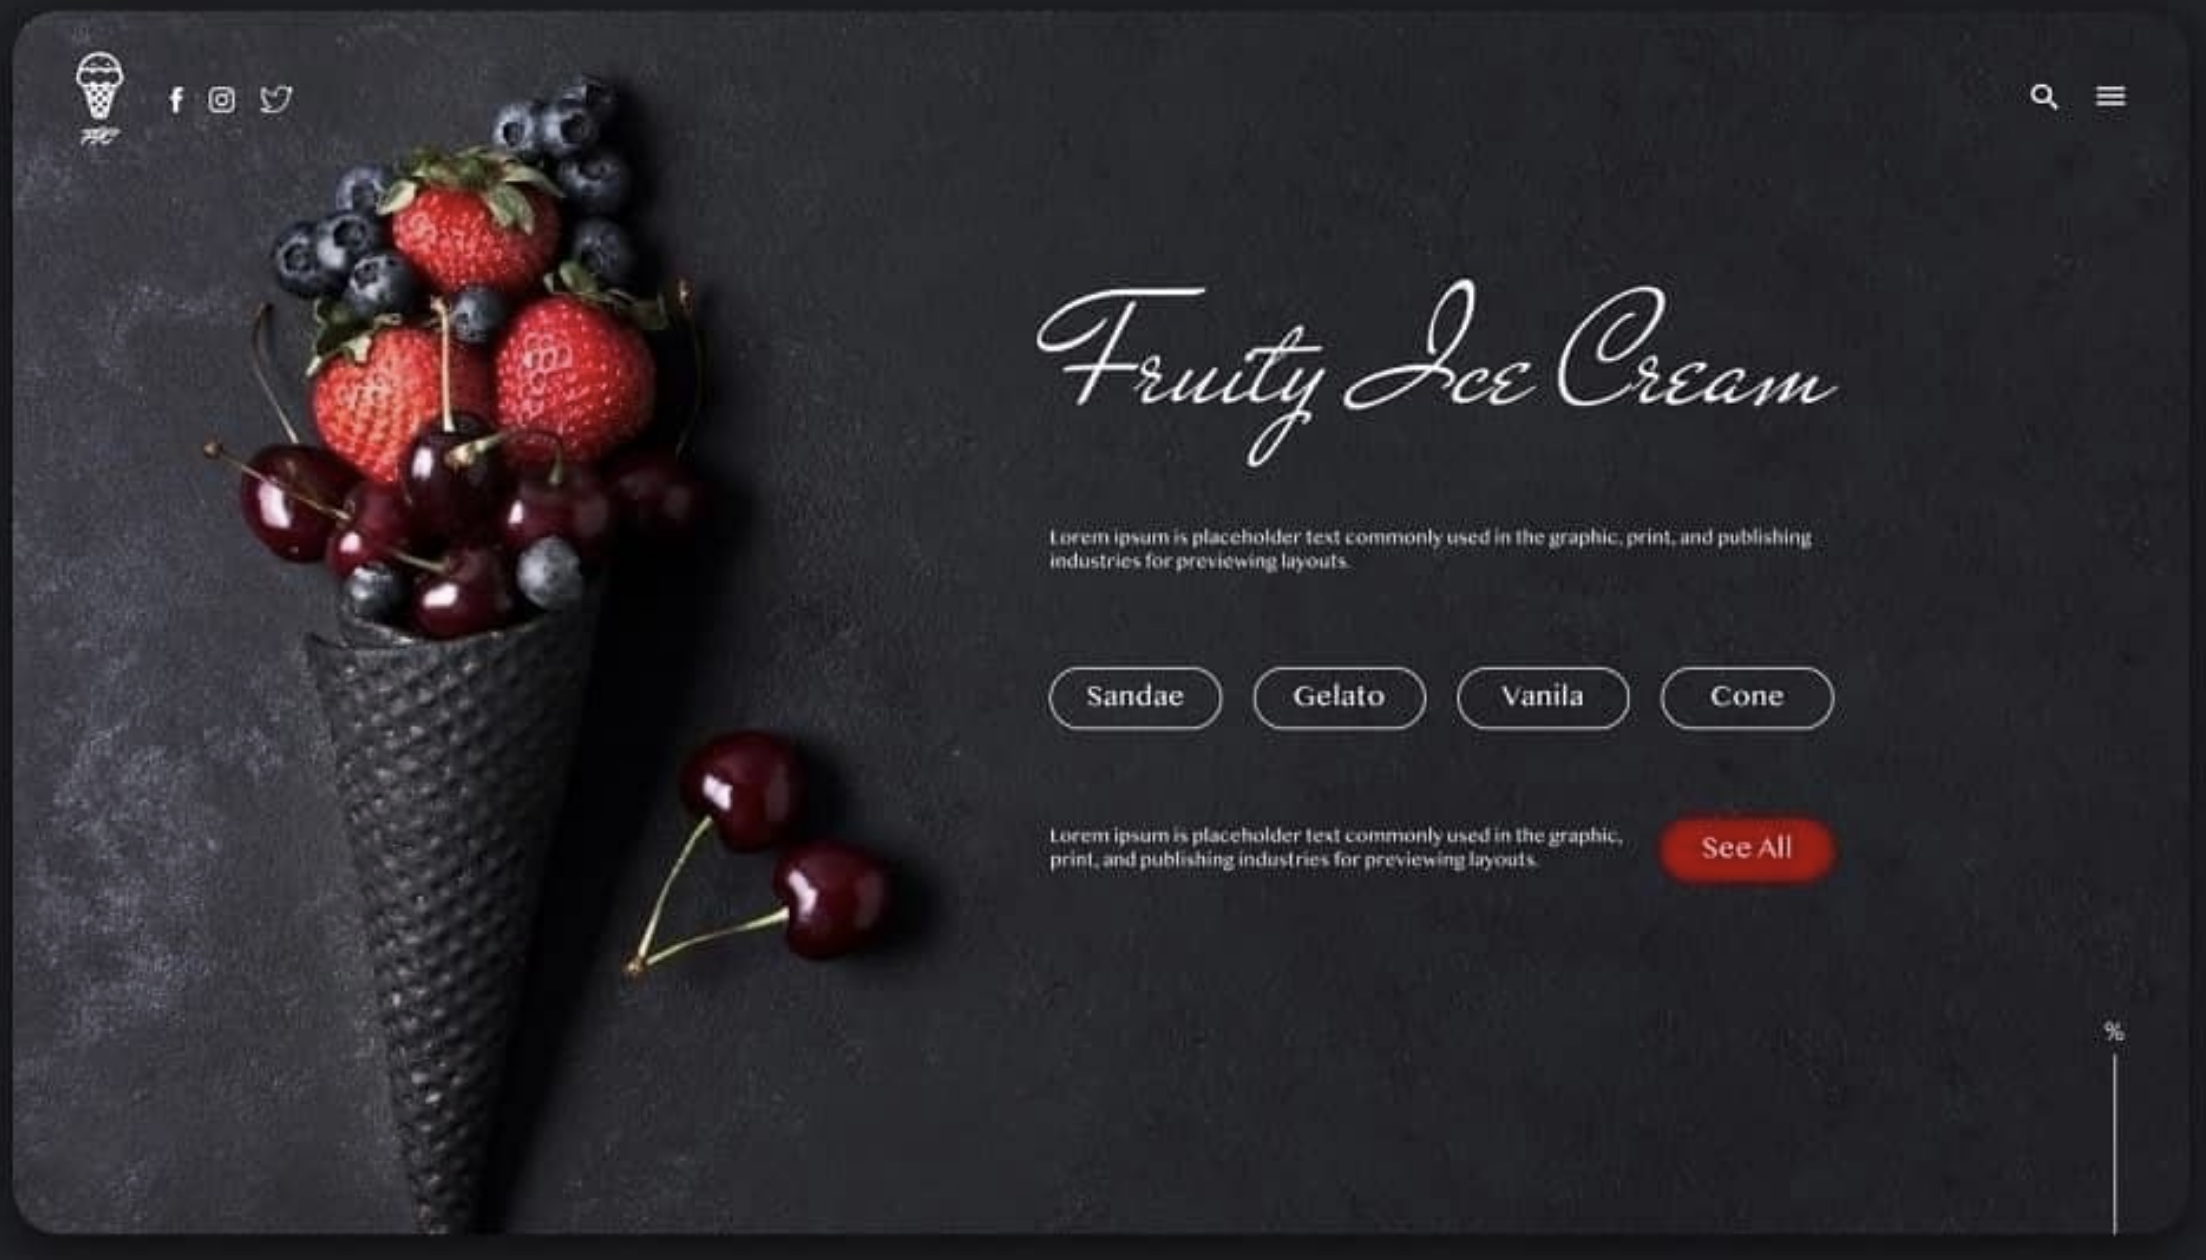 Fruity Ice Cream
Lorem ipsum is placeholder text commonly used in the graphic, print, and publishing
industries for previewing layouts.
Sandae
Gelato
Vanila
Cone
Lorem ipsum is placeholder text commonly used in the graphic,
print, and publishing industries for previewing layouts.
See All
%